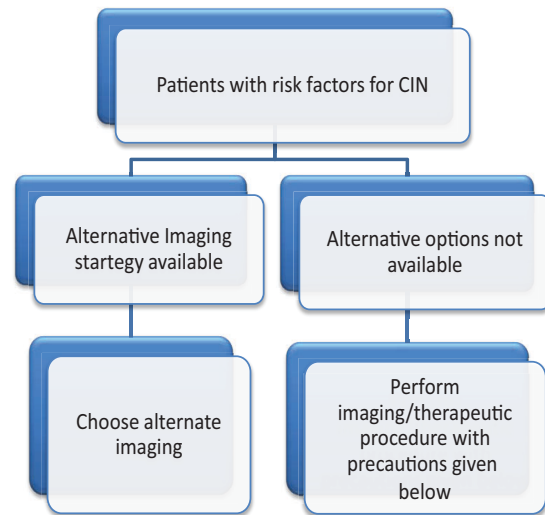 Patients with risk factors for CIN
Alternative Imaging
startegy available
Alternative options not
available
Choose alternate
imaging
Perform
imaging/therapeutic
procedure with
precautions given
below